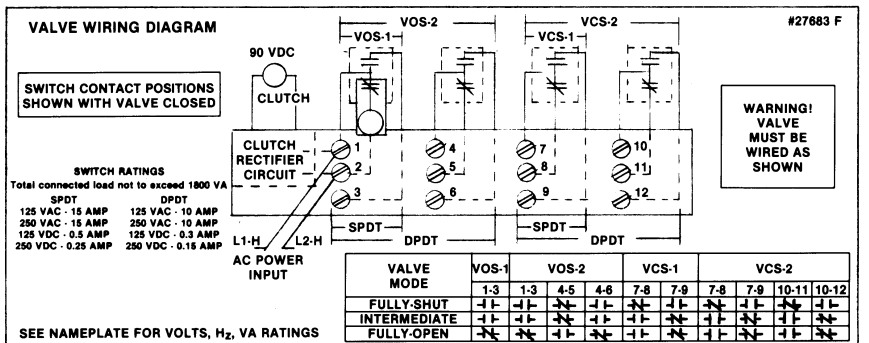 VALVE WIRING DIAGRAM
#27683 F
VOS-2
VOS-1
VCS-2
VCS-1
90 VDC
CLUTCH
SWITCH CONTACT POSITIONS
SHOWN WITH VALVE CLOSED
WARNING!
VALVE
MUST BE
WIRED AS
SHOWN
CLUTCH
RECTIFIER
CIRCUIT
1 4 7 10
2 5 8 11
3 6 9 12
SWITCH RATINGS
Total connected load not to exceed 1800 VA
SPDT DPDT
125 VAC - 15 AMP 125 VAC - 10 AMP
250 VAC - 15 AMP 250 VAC - 10 AMP
125 VDC - 0.5 AMP 125 VDC - 0.3 AMP
250 VDC - 0.25 AMP 250 VDC - 0.15 AMP
SPDT SPDT
DPDT DPDT
L1-H L2-H
AC POWER
INPUT
VALVE MODE VOS-1 VOS-2 VCS-1 VCS-2
1-3 1-3 4-5 4-6 7-8 7-9 7-8 7-9 10-11 10-12
FULLY-SHUT
INTERMEDIATE
FULLY-OPEN
SEE NAMEPLATE FOR VOLTS, Hz, VA RATINGS